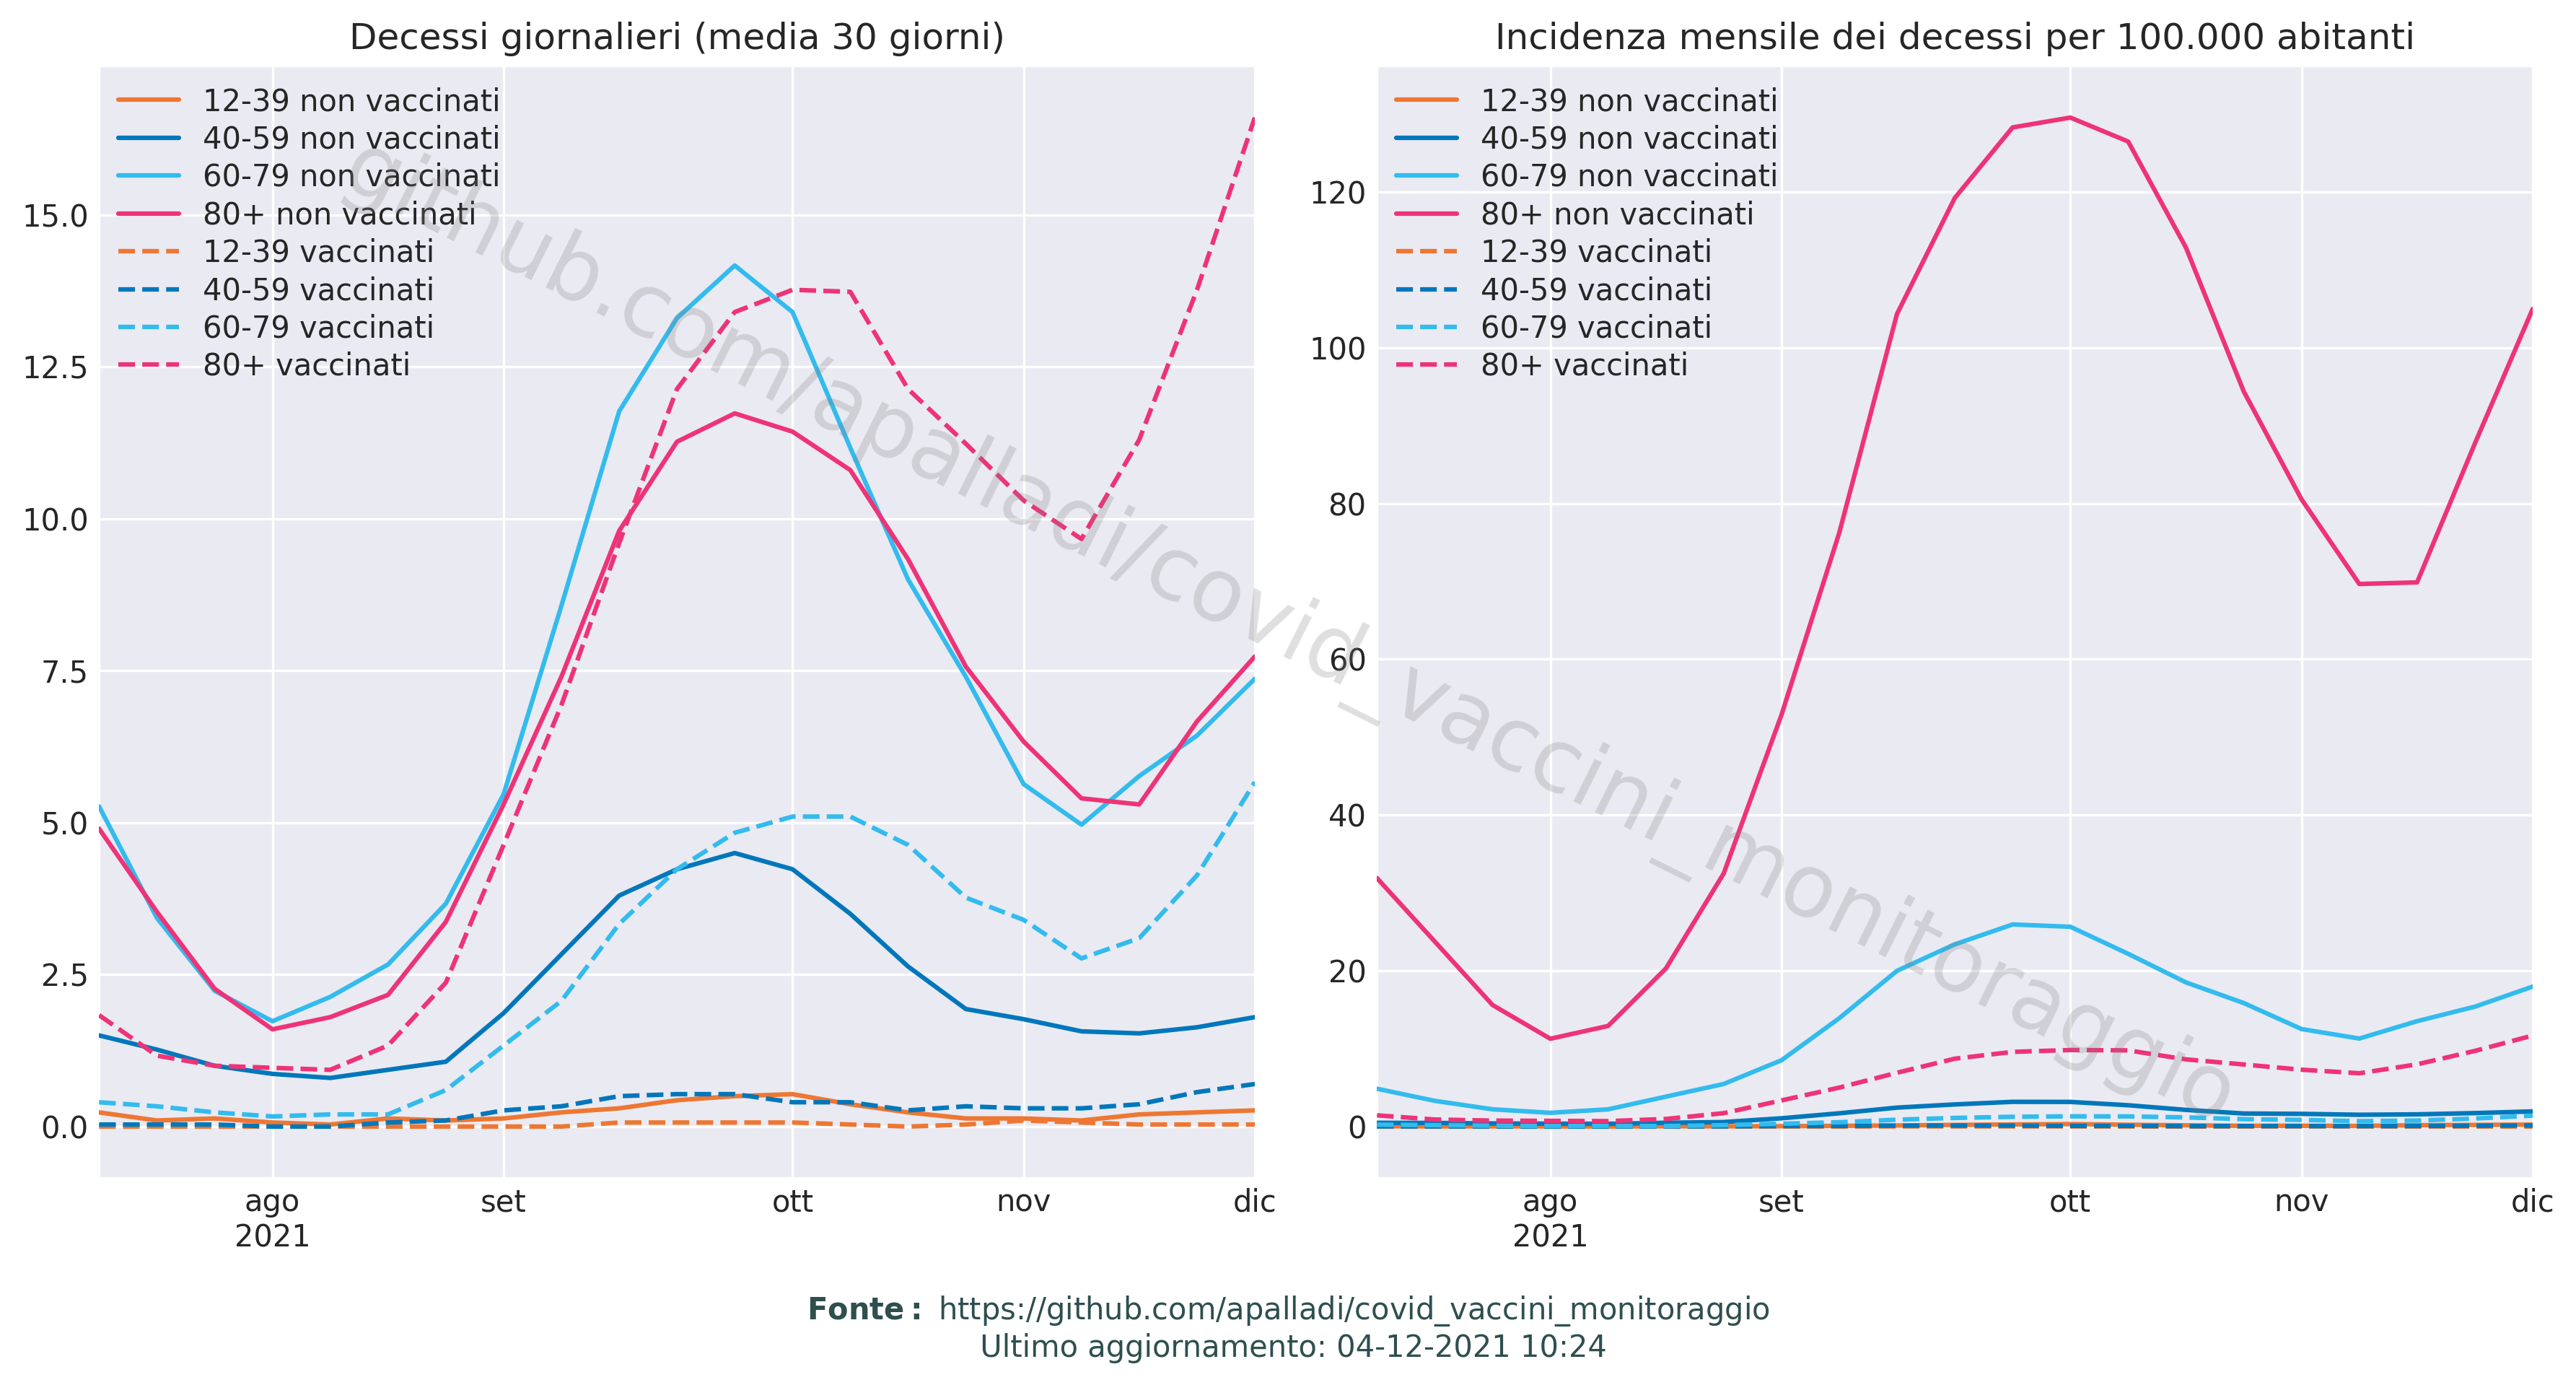 Decessi giornalieri (media 30 giorni)
12-39 non vaccinati
40-59 non vaccinati
60-79 non vaccinati
80+ non vaccinati
12-39 vaccinati
40-59 vaccinati
60-79 vaccinati
80+ vaccinati
15.0
12.5
10.0
7.5
5.0
2.5
0.0
ago
2021
set
ott
nov
dic
Incidenza mensile dei decessi per 100.000 abitanti
12-39 non vaccinati
40-59 non vaccinati
60-79 non vaccinati
80+ non vaccinati
12-39 vaccinati
40-59 vaccinati
60-79 vaccinati
80+ vaccinati
120
100
80
60
40
20
0
ago
2021
set
ott
nov
dic
github.com/apalladi/covid_vaccini_monitoraggio
Fonte: https://github.com/apalladi/covid_vaccini_monitoraggio
Ultimo aggiornamento: 04-12-2021 10:24